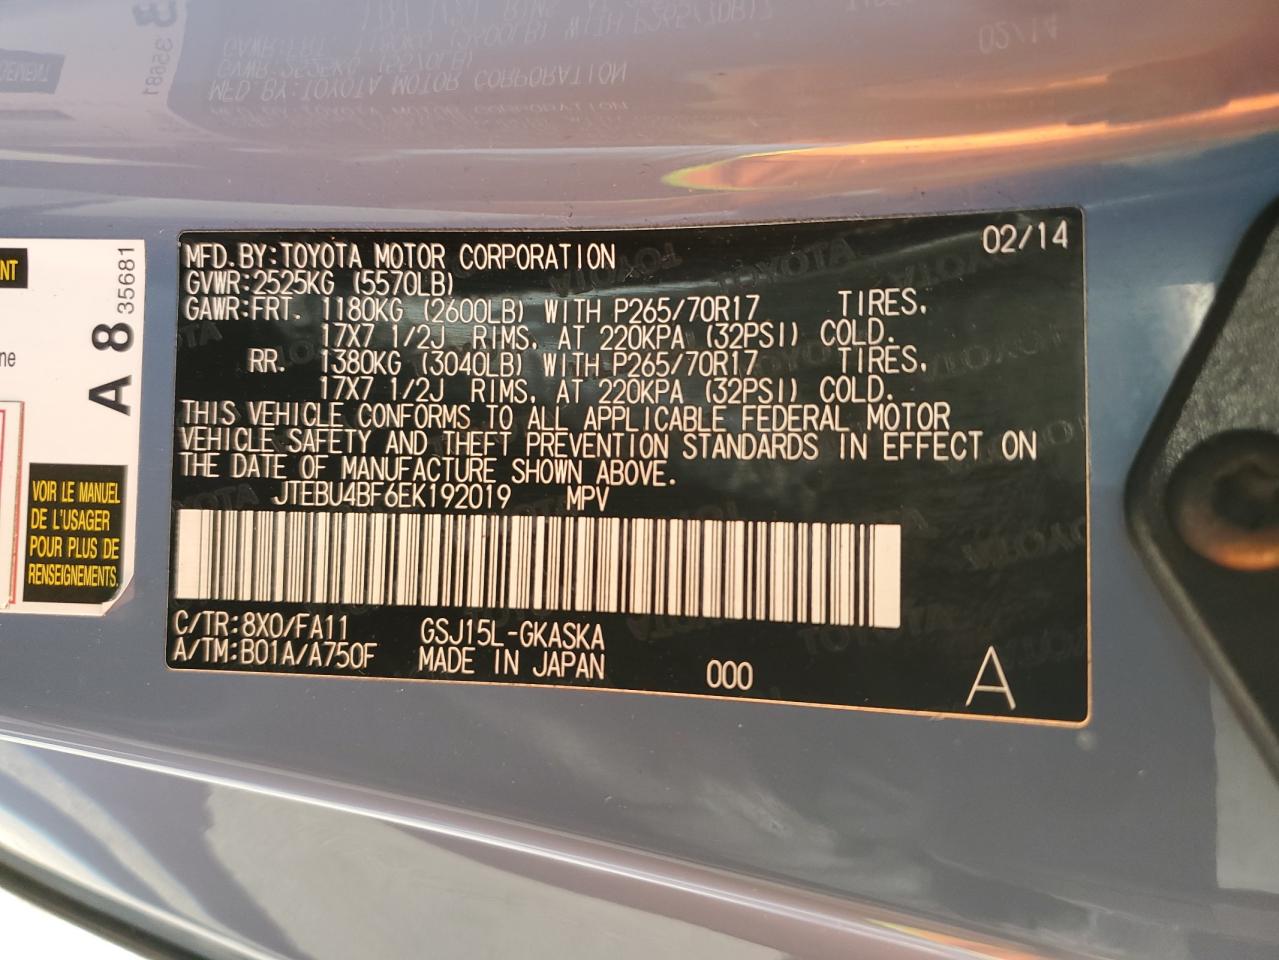 MFD.BY:TOYOTA MOTOR CORPORATION 02/14
GVWR:2525KG (5570LB)
GAWR:FRT. 1180KG (2600LB) WITH P265/70R17 TIRES.
17X7 1/2J RIMS. AT 220KPA (32PSI) COLD.
RR. 1380KG (3040LB) WITH P265/70R17 TIRES.
17X7 1/2J RIMS. AT 220KPA (32PSI) COLD.
THIS VEHICLE CONFORMS TO ALL APPLICABLE FEDERAL MOTOR
VEHICLE SAFETY AND THEFT PREVENTION STANDARDS IN EFFECT ON
THE DATE OF MANUFACTURE SHOWN ABOVE.
JTEBU4BF6EK192019 MPV
C/TR:8X0/FA11 GSJ15L-GKASKA
A/TM:B01A/A750F MADE IN JAPAN 000 A
A 8 35681
VOIR LE MANUEL
DE L'USAGER
POUR PLUS DE
RENSEIGNEMENTS.